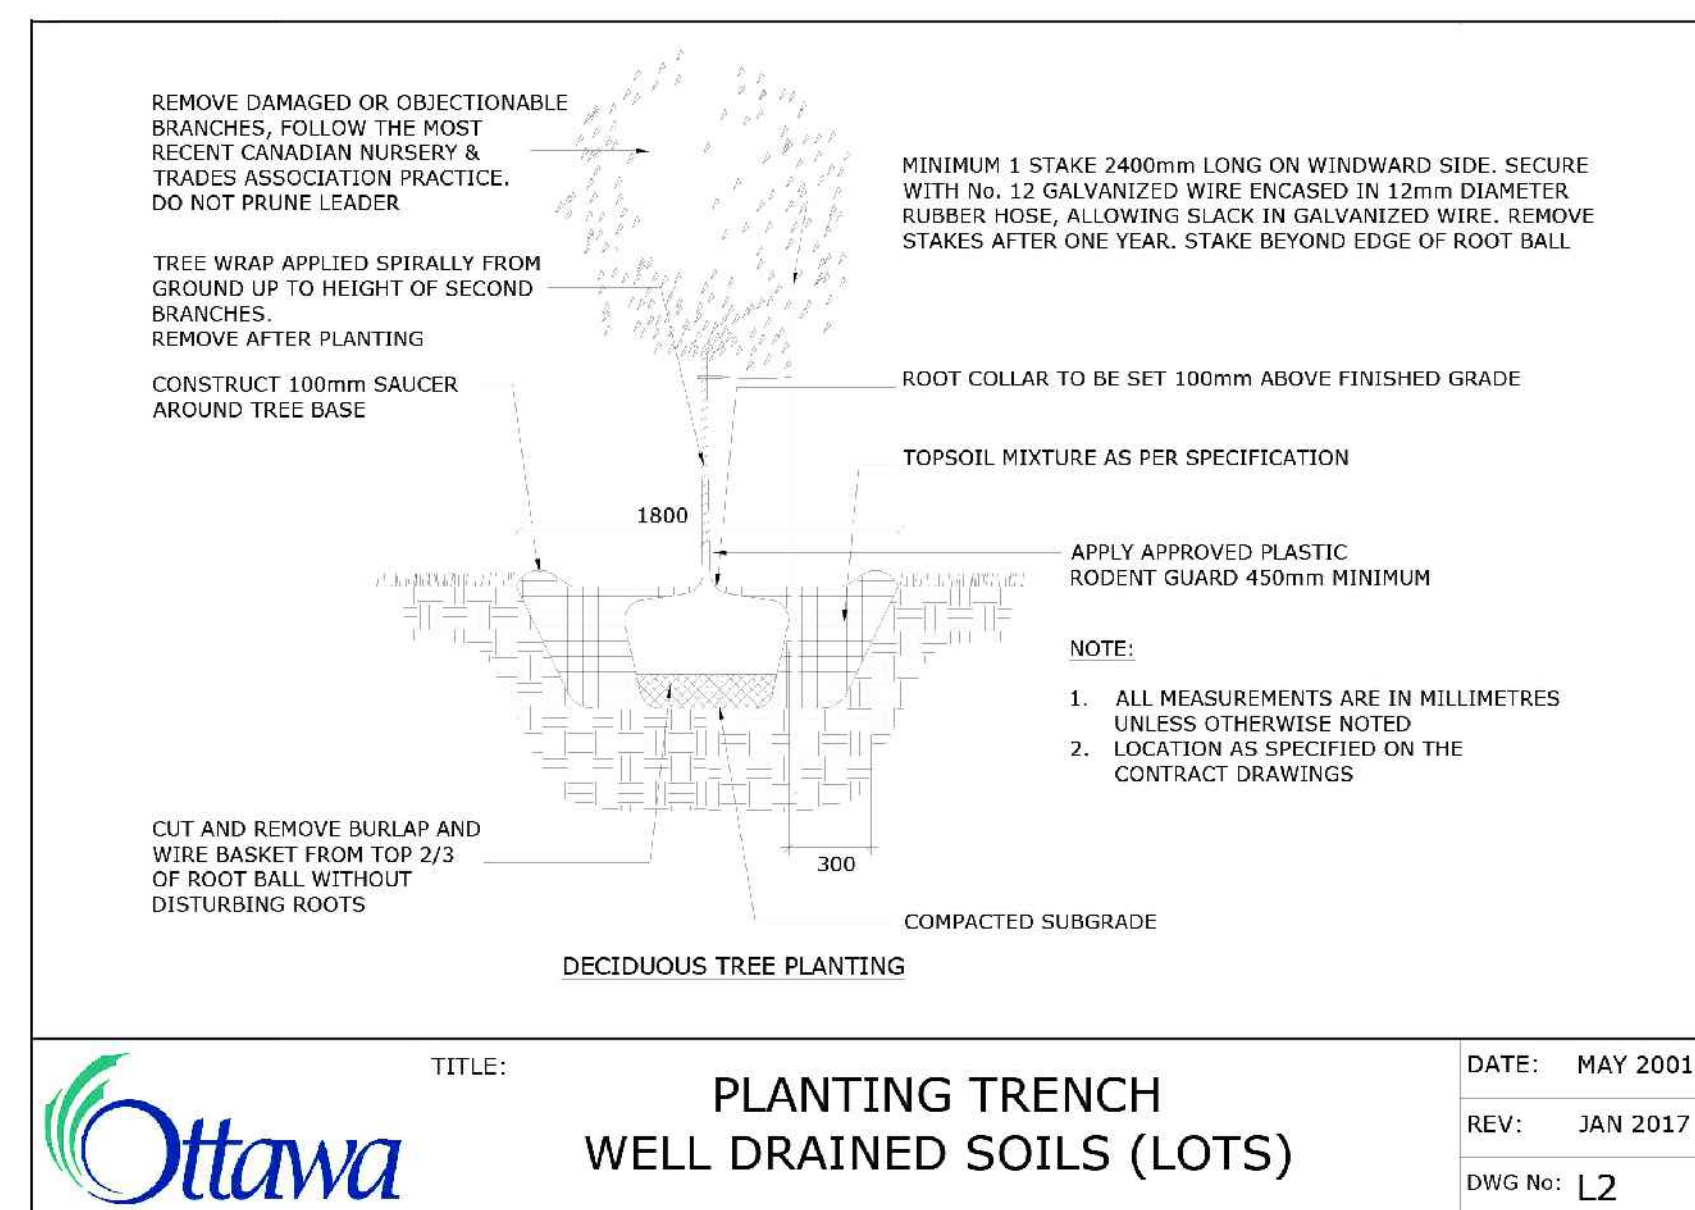 REMOVE DAMAGED OR OBJECTIONABLE
BRANCHES, FOLLOW THE MOST
RECENT CANADIAN NURSERY &
TRADES ASSOCIATION PRACTICE.
DO NOT PRUNE LEADER
TREE WRAP APPLIED SPIRALLY FROM
GROUND UP TO HEIGHT OF SECOND
BRANCHES.
REMOVE AFTER PLANTING
CONSTRUCT 100mm SAUCER
AROUND TREE BASE
MINIMUM 1 STAKE 2400mm LONG ON WINDWARD SIDE. SECURE
WITH No. 12 GALVANIZED WIRE ENCASED IN 12mm DIAMETER
RUBBER HOSE, ALLOWING SLACK IN GALVANIZED WIRE. REMOVE
STAKES AFTER ONE YEAR. STAKE BEYOND EDGE OF ROOT BALL
ROOT COLLAR TO BE SET 100mm ABOVE FINISHED GRADE
TOPSOIL MIXTURE AS PER SPECIFICATION
1800
APPLY APPROVED PLASTIC
RODENT GUARD 450mm MINIMUM
NOTE:
1. ALL MEASUREMENTS ARE IN MILLIMETRES
UNLESS OTHERWISE NOTED
2. LOCATION AS SPECIFIED ON THE
CONTRACT DRAWINGS
CUT AND REMOVE BURLAP AND
WIRE BASKET FROM TOP 2/3
OF ROOT BALL WITHOUT
DISTURBING ROOTS
300
COMPACTED SUBGRADE
DECIDUOUS TREE PLANTING
Ottawa
TITLE:
PLANTING TRENCH
WELL DRAINED SOILS (LOTS)
DATE: MAY 2001
REV: JAN 2017
DWG No: L2